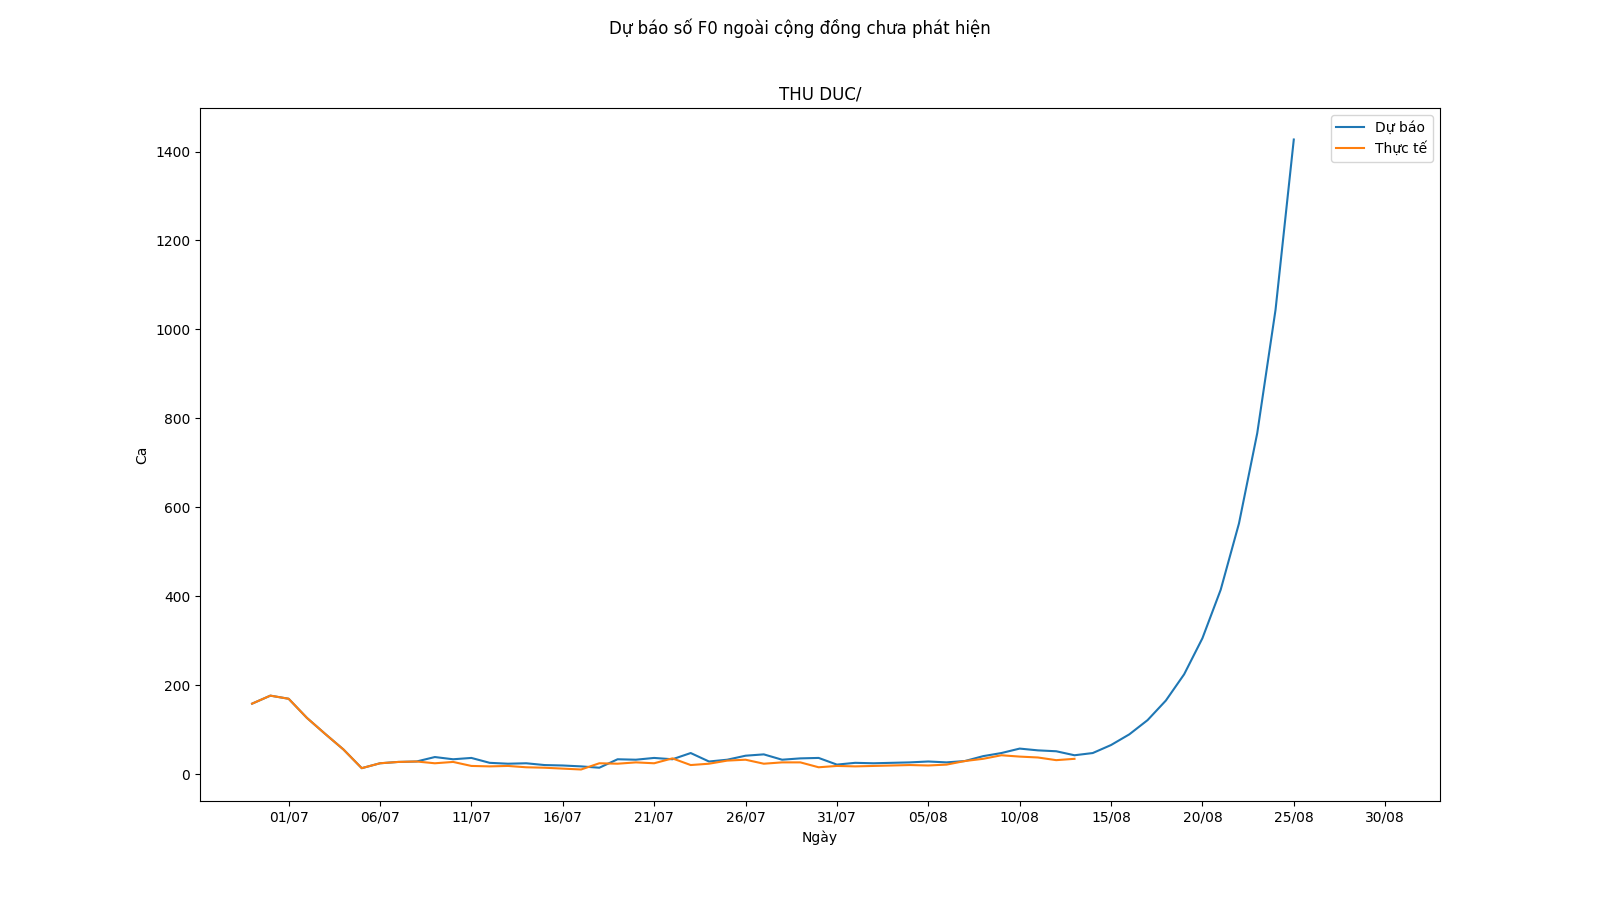 Dự báo số F0 ngoài cộng đồng chưa phát hiện
THU DUC/
Dự báo
Thực tế
1400
1200
1000
800
600
400
200
0
Ca
01/07 06/07 11/07 16/07 21/07 26/07 31/07 05/08 10/08 15/08 20/08 25/08 30/08
Ngày